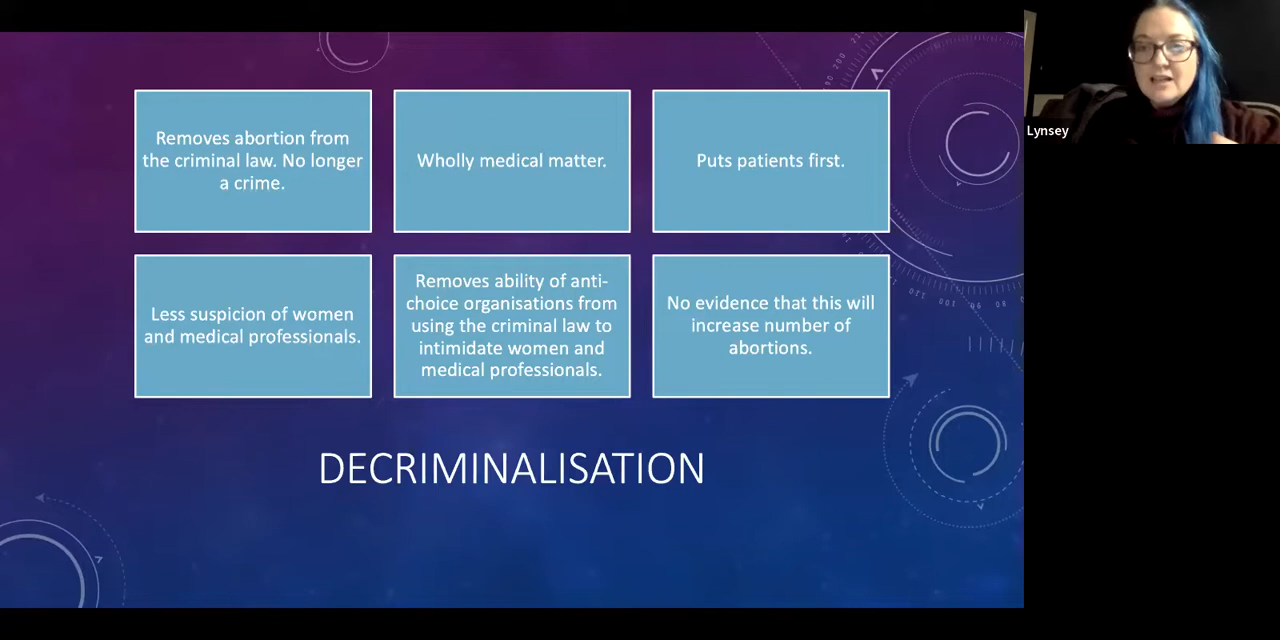 Removes abortion from
the criminal law. No longer
a crime.
Wholly medical matter.
Puts patients first.
Less suspicion of women
and medical professionals.
Removes ability of anti-
choice organisations from
using the criminal law to
intimidate women and
medical professionals.
No evidence that this will
increase number of
abortions.
DECRIMINALISATION
Lynsey